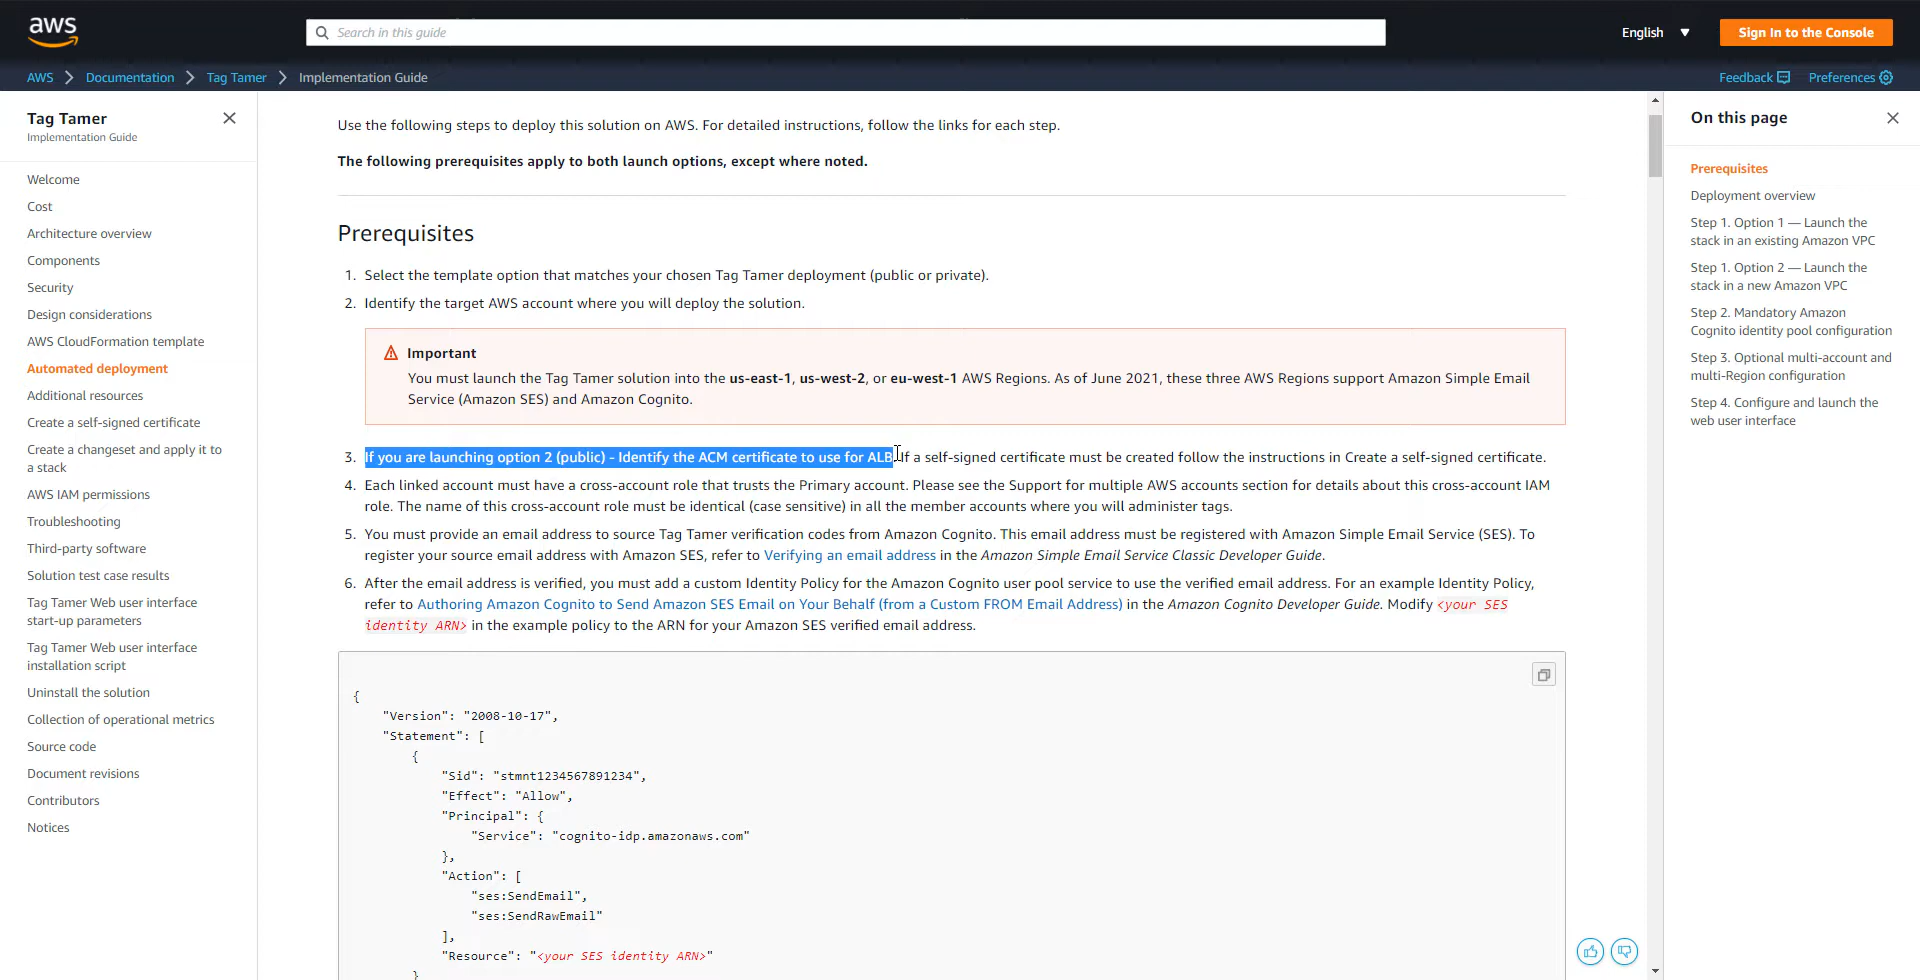 aws
Search in this guide
English
Sign In to the Console
AWS
Documentation
Tag Tamer
Implementation Guide
Feedback
Preferences
Tag Tamer
Implementation Guide
Welcome
Cost
Architecture overview
Components
Security
Design considerations
AWS CloudFormation template
Automated deployment
Additional resources
Create a self-signed certificate
Create a changeset and apply it to
a stack
AWS IAM permissions
Troubleshooting
Third-party software
Solution test case results
Tag Tamer Web user interface
start-up parameters
Tag Tamer Web user interface
installation script
Uninstall the solution
Collection of operational metrics
Source code
Document revisions
Contributors
Notices
Use the following steps to deploy this solution on AWS. For detailed instructions, follow the links for each step.
The following prerequisites apply to both launch options, except where noted.
Prerequisites
1. Select the template option that matches your chosen Tag Tamer deployment (public or private).
2. Identify the target AWS account where you will deploy the solution.
Important
You must launch the Tag Tamer solution into the us-east-1, us-west-2, or eu-west-1 AWS Regions. As of June 2021, these three AWS Regions support Amazon Simple Email
Service (Amazon SES) and Amazon Cognito.
3. If you are launching option 2 (public) - Identify the ACM certificate to use for ALB. If a self-signed certificate must be created follow the instructions in Create a self-signed certificate.
4. Each linked account must have a cross-account role that trusts the Primary account. Please see the Support for multiple AWS accounts section for details about this cross-account IAM
role. The name of this cross-account role must be identical (case sensitive) in all the member accounts where you will administer tags.
5. You must provide an email address to source Tag Tamer verification codes from Amazon Cognito. This email address must be registered with Amazon Simple Email Service (SES). To
register your source email address with Amazon SES, refer to Verifying an email address in the Amazon Simple Email Service Classic Developer Guide.
6. After the email address is verified, you must add a custom Identity Policy for the Amazon Cognito user pool service to use the verified email address. For an example Identity Policy,
refer to Authoring Amazon Cognito to Send Amazon SES Email on Your Behalf (from a Custom FROM Email Address) in the Amazon Cognito Developer Guide. Modify <your SES
identity ARN> in the example policy to the ARN for your Amazon SES verified email address.
{
"Version": "2008-10-17",
"Statement": [
{
"Sid": "stmnt1234567891234",
"Effect": "Allow",
"Principal": {
"Service": "cognito-idp.amazonaws.com"
},
"Action": [
"ses:SendEmail",
"ses:SendRawEmail"
],
"Resource": "<your SES identity ARN>"
}
On this page
Prerequisites
Deployment overview
Step 1. Option 1 — Launch the
stack in an existing Amazon VPC
Step 1. Option 2 — Launch the
stack in a new Amazon VPC
Step 2. Mandatory Amazon
Cognito identity pool configuration
Step 3. Optional multi-account and
multi-Region configuration
Step 4. Configure and launch the
web user interface